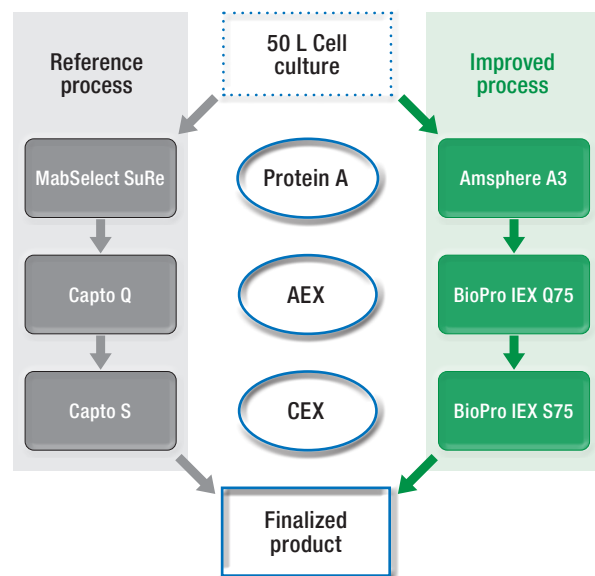 50 L Cell
culture
Reference
process
Improved
process
MabSelect SuRe
Protein A
Amsphere A3
Capto Q
AEX
BioPro IEX Q75
Capto S
CEX
BioPro IEX S75
Finalized
product